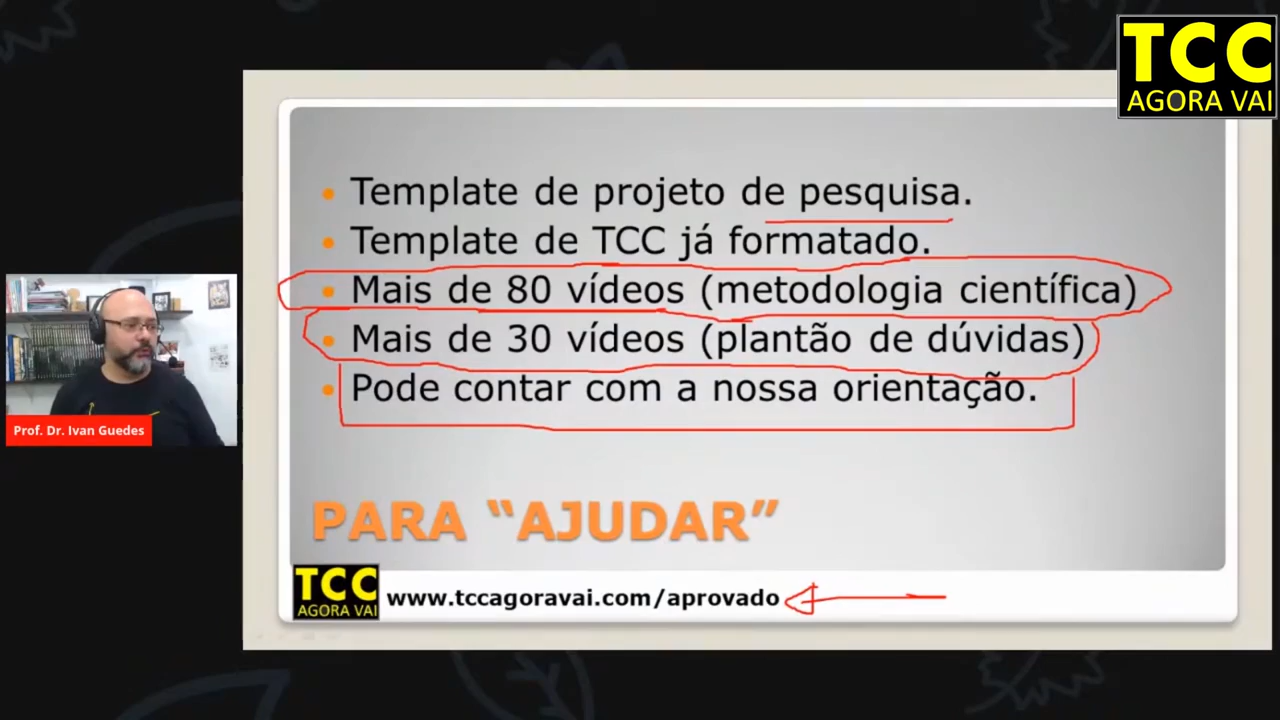 TCC
AGORA VAI
Template de projeto de pesquisa.
Template de TCC já formatado.
Mais de 80 vídeos (metodologia científica)
Mais de 30 vídeos (plantão de dúvidas)
Pode contar com a nossa orientação.
Prof. Dr. Ivan Guedes
PARA “AJUDAR”
TCC
AGORA VAI
www.tccagoravai.com/aprovado